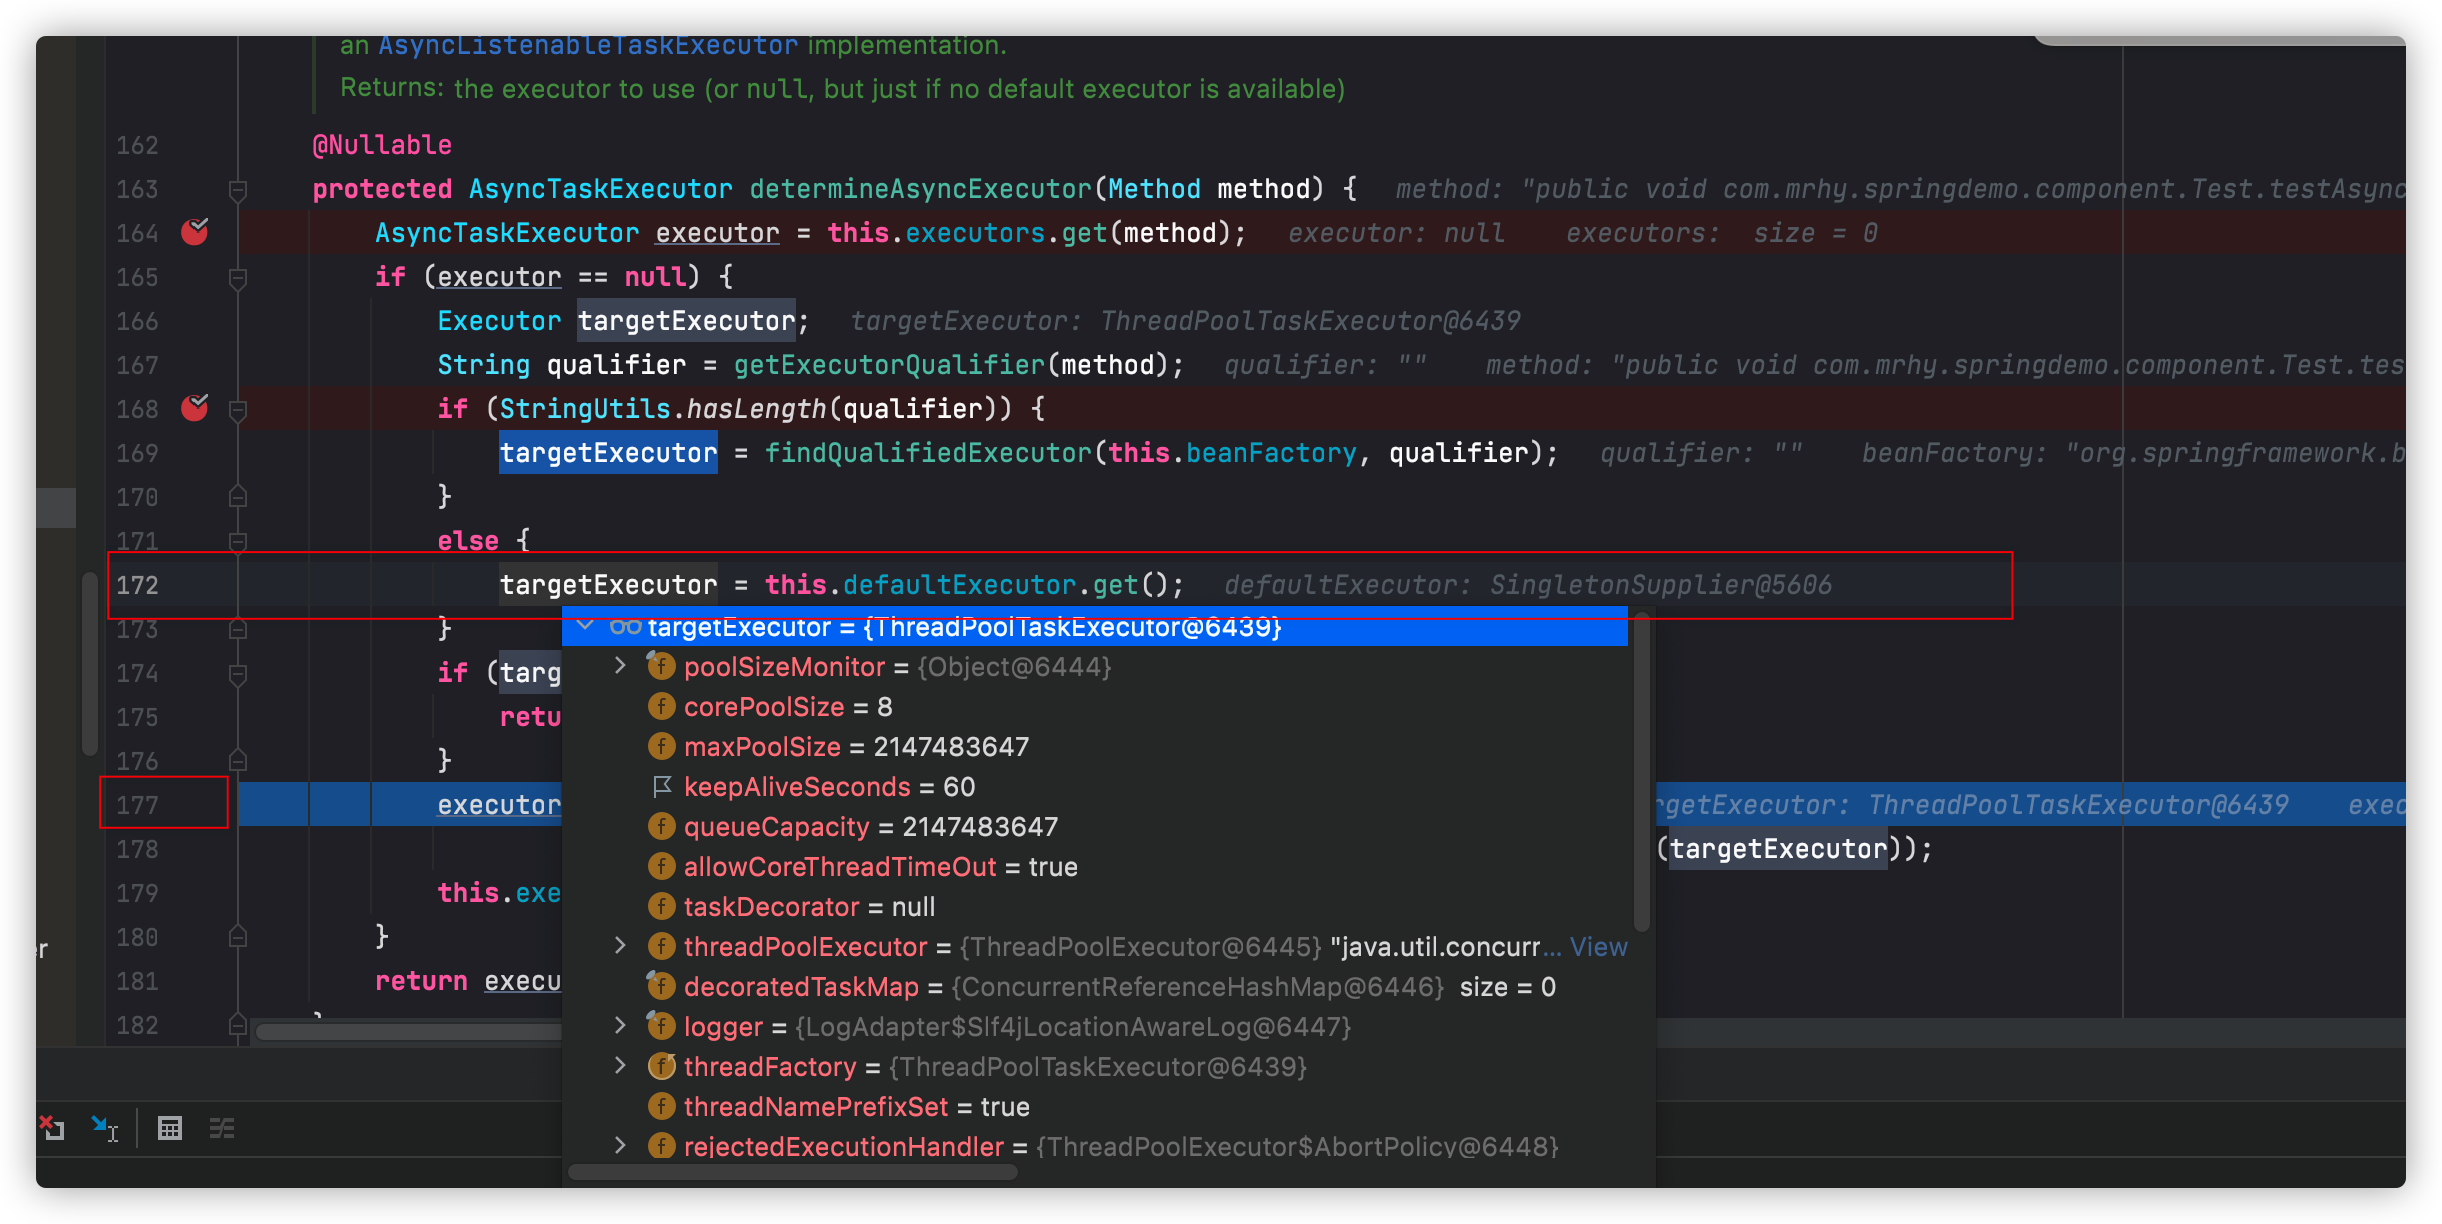 an AsyncListenableTaskExecutor implementation.
Returns: the executor to use (or null, but just if no default executor is available)
162 @Nullable
163 protected AsyncTaskExecutor determineAsyncExecutor(Method method) { method: "public void com.mrhy.springdemo.component.Test.testAsync
164 AsyncTaskExecutor executor = this.executors.get(method); executor: null executors: size = 0
165 if (executor == null) {
166 Executor targetExecutor; targetExecutor: ThreadPoolTaskExecutor@6439
167 String qualifier = getExecutorQualifier(method); qualifier: "" method: "public void com.mrhy.springdemo.component.Test.tes
168 if (StringUtils.hasLength(qualifier)) {
169 targetExecutor = findQualifiedExecutor(this.beanFactory, qualifier); qualifier: "" beanFactory: "org.springframework.b
170 }
171 else {
172 targetExecutor = this.defaultExecutor.get(); defaultExecutor: SingletonSupplier@5606
173 }
targetExecutor = {ThreadPoolTaskExecutor@6439}
poolSizeMonitor = {Object@6444}
corePoolSize = 8
maxPoolSize = 2147483647
keepAliveSeconds = 60
queueCapacity = 2147483647
allowCoreThreadTimeOut = true
taskDecorator = null
threadPoolExecutor = {ThreadPoolExecutor@6445} "java.util.concurr... View
decoratedTaskMap = {ConcurrentReferenceHashMap@6446} size = 0
logger = {LogAdapter$Slf4jLocationAwareLog@6447}
threadFactory = {ThreadPoolTaskExecutor@6439}
threadNamePrefixSet = true
rejectedExecutionHandler = {ThreadPoolExecutor$AbortPolicy@6448}
174 if (targ
175 retu
176 }
177 executor rgetExecutor: ThreadPoolTaskExecutor@6439 exec
178 (targetExecutor));
179 this.exe
180 }
181 return execu
182 }
er